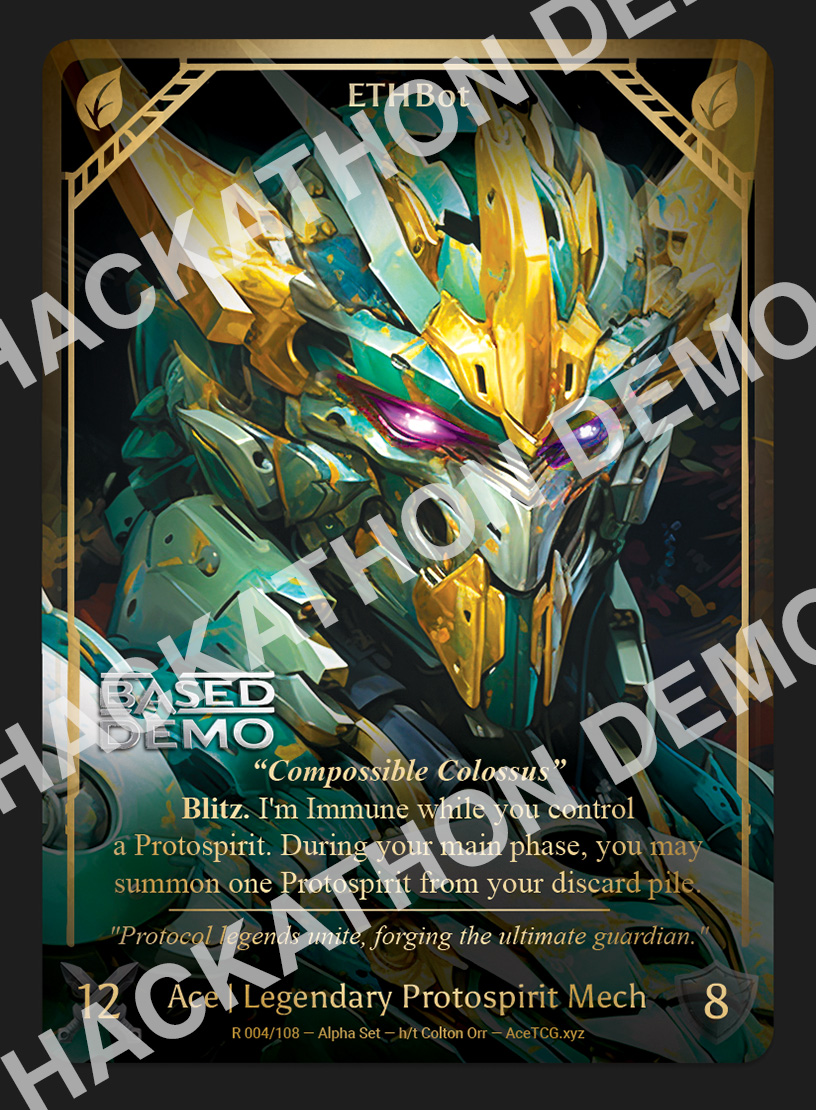 ETHBot
HACKATHON DEMO
HACKATHON DEMO
HACKATHON DEMO
HACKATHON DEMO
BASED
DEMO
“Compossible Colossus”
Blitz. I'm Immune while you control
a Protospirit. During your main phase, you may
summon one Protospirit from your discard pile.
"Protocol legends unite, forging the ultimate guardian."
12 Ace | Legendary Protospirit Mech 8
R 004/108 — Alpha Set — h/t Colton Orr — AceTCG.xyz